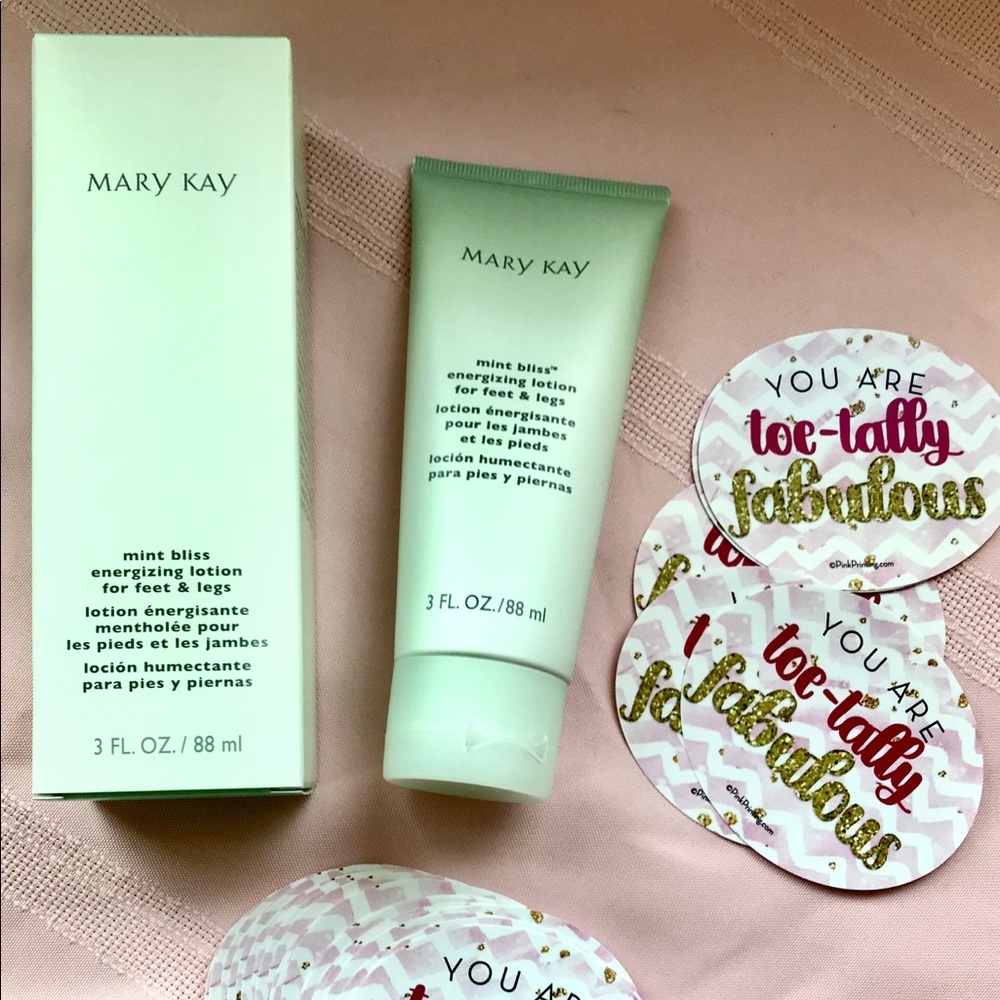 MARY KAY
mint bliss
energizing lotion
for feet & legs
lotion énergisante
mentholée pour
les pieds et les jambes
loción humectante
para pies y piernas
3 FL. OZ. / 88 ml
MARY KAY
mint bliss™
energizing lotion
for feet & legs
lotion énergisante
pour les jambes
et les pieds
loción humectante
para pies y piernas
3 FL. OZ./88 ml
YOU ARE
toe-tally
fabulous
©PinkPrinting.com
YOU ARE
toe-tally
fabulous
©PinkPrinting.com
YOU